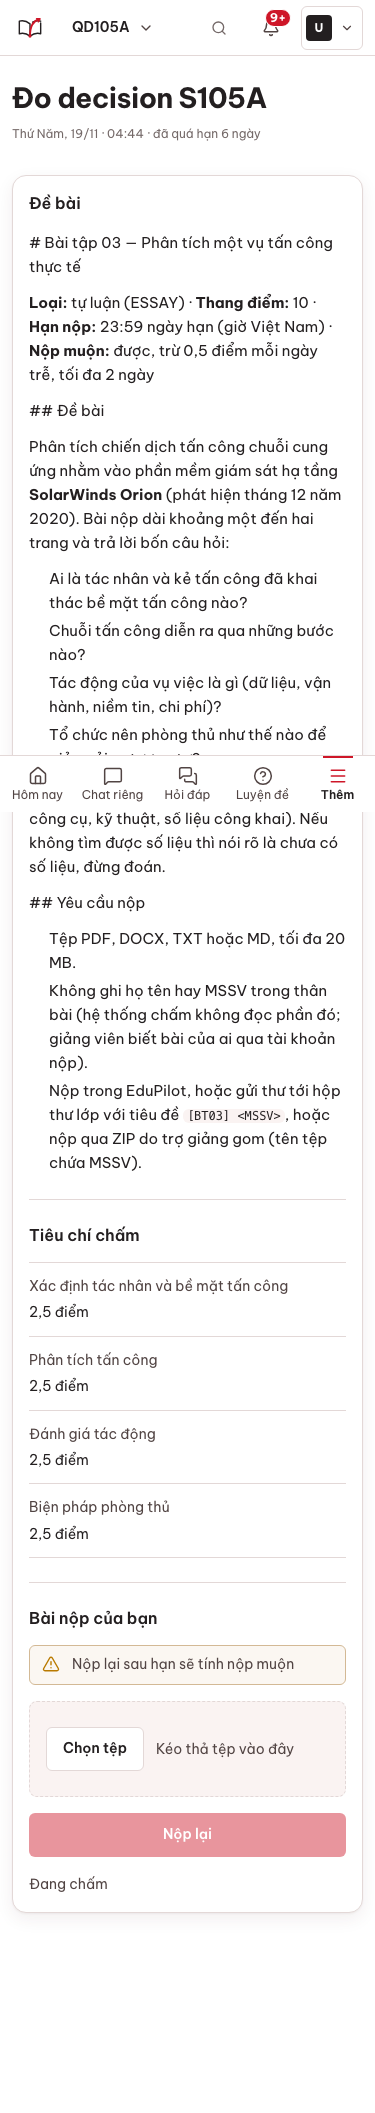 QD105A
9+
U
Đo decision S105A
Thứ Năm, 19/11 · 04:44 · đã quá hạn 6 ngày
Đề bài
# Bài tập 03 — Phân tích một vụ tấn công
thực tế
Loại: tự luận (ESSAY) · Thang điểm: 10 ·
Hạn nộp: 23:59 ngày hạn (giờ Việt Nam) ·
Nộp muộn: được, trừ 0,5 điểm mỗi ngày
trễ, tối đa 2 ngày
## Đề bài
Phân tích chiến dịch tấn công chuỗi cung
ứng nhằm vào phần mềm giám sát hạ tầng
SolarWinds Orion (phát hiện tháng 12 năm
2020). Bài nộp dài khoảng một đến hai
trang và trả lời bốn câu hỏi:
Ai là tác nhân và kẻ tấn công đã khai
thác bề mặt tấn công nào?
Chuỗi tấn công diễn ra qua những bước
nào?
Tác động của vụ việc là gì (dữ liệu, vận
hành, niềm tin, chi phí)?
Tổ chức nên phòng thủ như thế nào để
Hôm nay
Chat riêng
Hỏi đáp
Luyện đề
Thêm
công cụ, kỹ thuật, số liệu công khai). Nếu
không tìm được số liệu thì nói rõ là chưa có
số liệu, đừng đoán.
## Yêu cầu nộp
Tệp PDF, DOCX, TXT hoặc MD, tối đa 20
MB.
Không ghi họ tên hay MSSV trong thân
bài (hệ thống chấm không đọc phần đó;
giảng viên biết bài của ai qua tài khoản
nộp).
Nộp trong EduPilot, hoặc gửi thư tới hộp
thư lớp với tiêu đề [BT03] <MSSV>, hoặc
nộp qua ZIP do trợ giảng gom (tên tệp
chứa MSSV).
Tiêu chí chấm
Xác định tác nhân và bề mặt tấn công
2,5 điểm
Phân tích tấn công
2,5 điểm
Đánh giá tác động
2,5 điểm
Biện pháp phòng thủ
2,5 điểm
Bài nộp của bạn
Nộp lại sau hạn sẽ tính nộp muộn
Chọn tệp
Kéo thả tệp vào đây
Nộp lại
Đang chấm